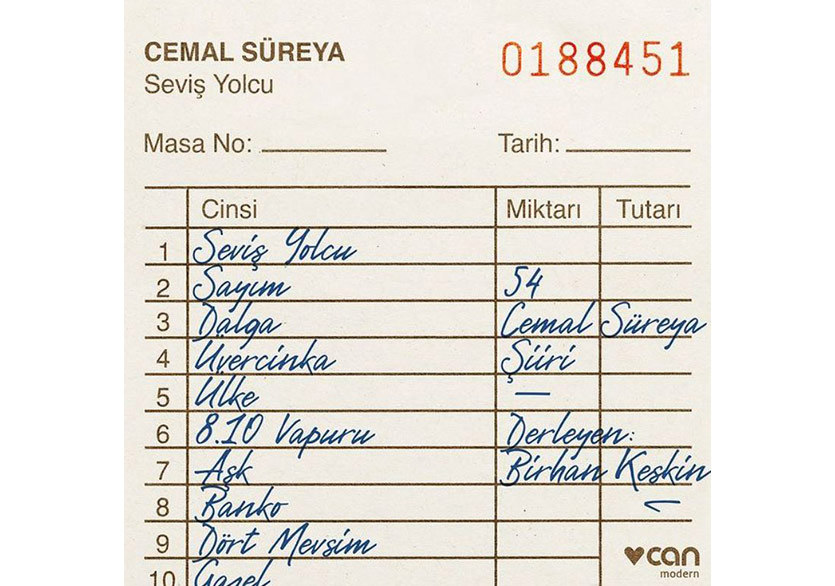 CEMAL SÜREYA 0188451
Seviş Yolcu
Masa No: Tarih:
Cinsi Miktarı Tutarı
1 Seviş Yolcu
2 Sayım 54
3 Dalga Cemal Süreya
4 Üvercinka Şiiri
5 Ülke —
6 8.10 Vapuru Derleyen:
7 Aşk Birhan Keskin
8 Banko
9 Dört Mevsim
can
modern
10 Gazel